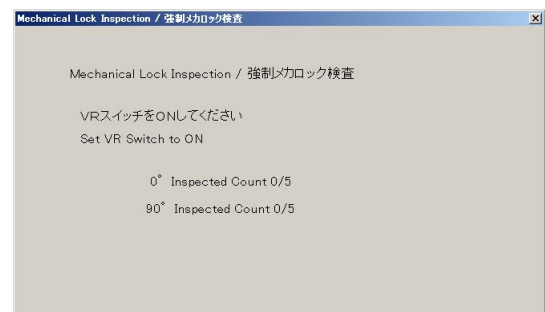 Mechanical Lock Inspection / 強制メカロック検査
Mechanical Lock Inspection / 強制メカロック検査
VRスイッチをONしてください
Set VR Switch to ON
0° Inspected Count 0/5
90° Inspected Count 0/5